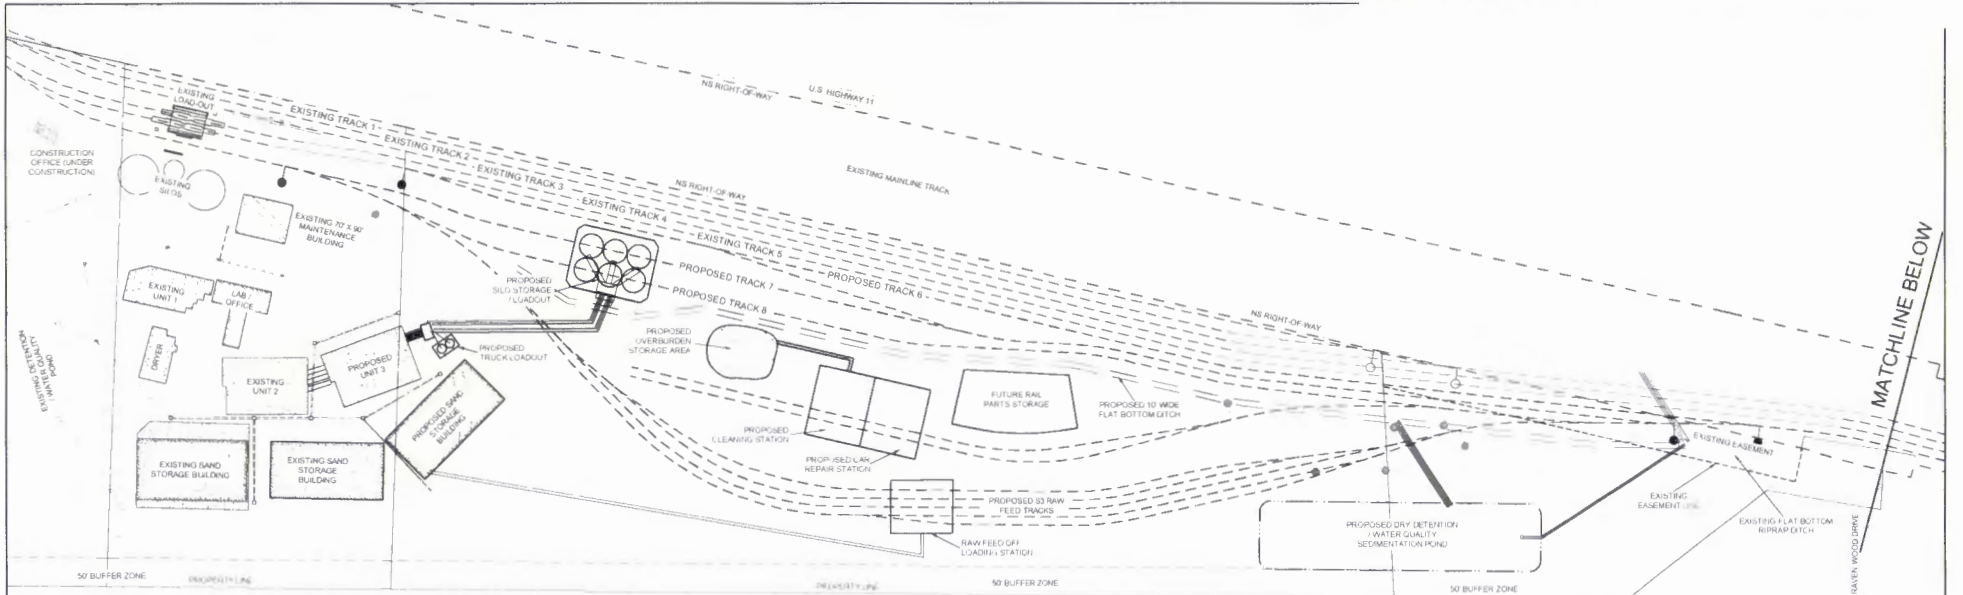 NS RIGHT-OF-WAY
U.S. HIGHWAY 11
EXISTING
LOAD-OUT
EXISTING TRACK 1
EXISTING TRACK 2
EXISTING TRACK 3
EXISTING TRACK 4
EXISTING TRACK 5
PROPOSED TRACK 6
PROPOSED TRACK 7
PROPOSED TRACK 8
NS RIGHT-OF-WAY
EXISTING MAINLINE TRACK
NS RIGHT-OF-WAY
CONSTRUCTION
OFFICE (UNDER
CONSTRUCTION)
EXISTING
SILOS
EXISTING 70' X 90'
MAINTENANCE
BUILDING
EXISTING
UNIT 1
LAB /
OFFICE
DRYER
EXISTING DETENTION
/ WATER QUALITY
POND
EXISTING
UNIT 2
PROPOSED
UNIT 3
PROPOSED
SILO STORAGE
/ LOADOUT
PROPOSED
TRUCK LOADOUT
PROPOSED SAND
STORAGE
BUILDING
EXISTING SAND
STORAGE BUILDING
EXISTING SAND
STORAGE
BUILDING
PROPOSED
OVERBURDEN
STORAGE AREA
PROPOSED
CLEANING STATION
PROPOSED CAR
REPAIR STATION
FUTURE RAIL
PARTS STORAGE
PROPOSED 10' WIDE
FLAT BOTTOM DITCH
PROPOSED S3 RAW
FEED TRACKS
RAW FEED OFF
LOADING STATION
PROPOSED DRY DETENTION
/ WATER QUALITY
SEDIMENTATION POND
EXISTING EASEMENT
EXISTING
EASEMENT LINE
EXISTING FLAT BOTTOM
RIPRAP DITCH
MATCHLINE BELOW
RAVEN WOOD DRIVE
50' BUFFER ZONE
PROPERTY LINE
PROPERTY LINE
50' BUFFER ZONE
50' BUFFER ZONE